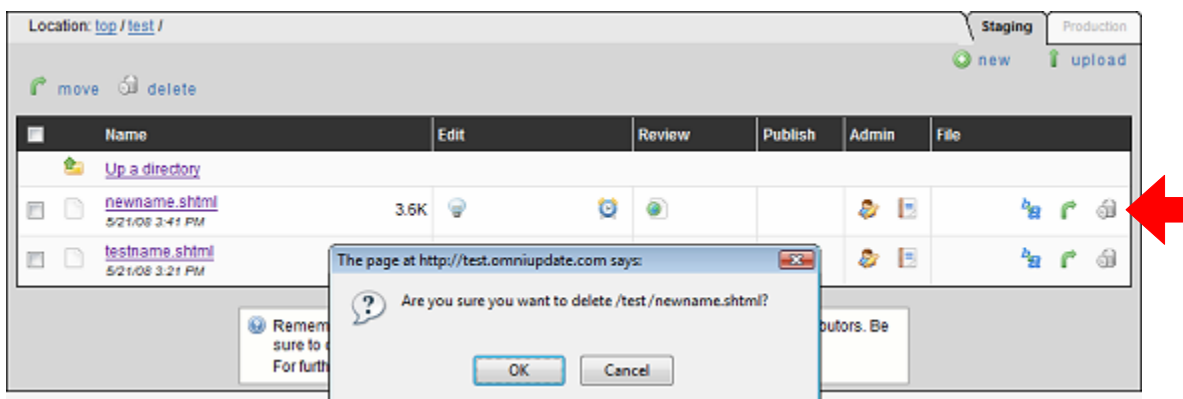 Location: top / test /
Staging
Production
new
upload
move
delete
Name
Edit
Review
Publish
Admin
File
Up a directory
newname.shtml
3.6K
5/21/08 3:41 PM
testname.shtml
5/21/08 3:21 PM
The page at http://test.omniupdate.com says:
Are you sure you want to delete /test/newname.shtml?
OK
Cancel
Be
sure to
For